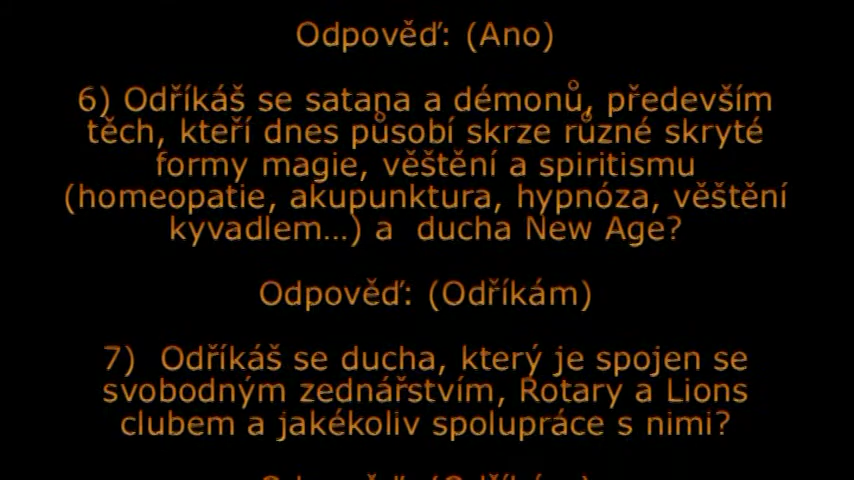 Odpověď: (Ano)
6) Odříkáš se satana a démonů, především
těch, kteří dnes působí skrze různé skryté
formy magie, věštění a spiritismu
(homeopatie, akupunktura, hypnóza, věštění
kyvadlem...) a  ducha New Age?
Odpověď: (Odříkám)
7)  Odříkáš se ducha, který je spojen se
svobodným zednářstvím, Rotary a Lions
clubem a jakékoliv spolupráce s nimi?